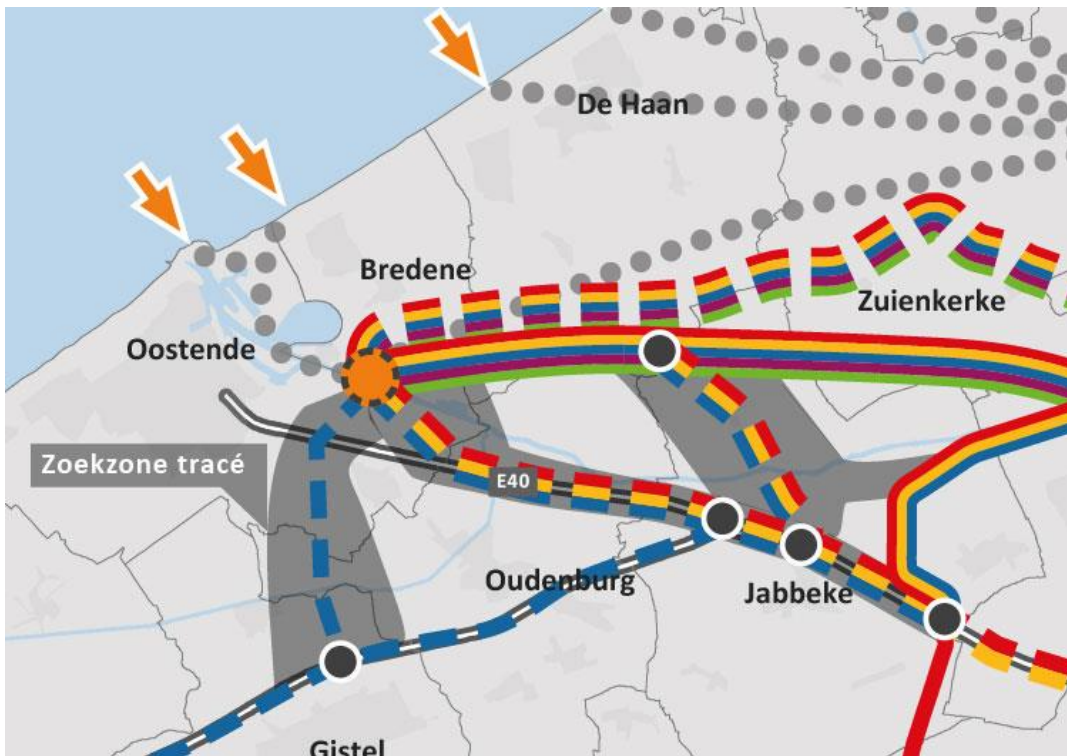 De Haan
Bredene
Zuienkerke
Oostende
Zoekzone tracé
E40
Oudenburg
Jabbeke
Gistel